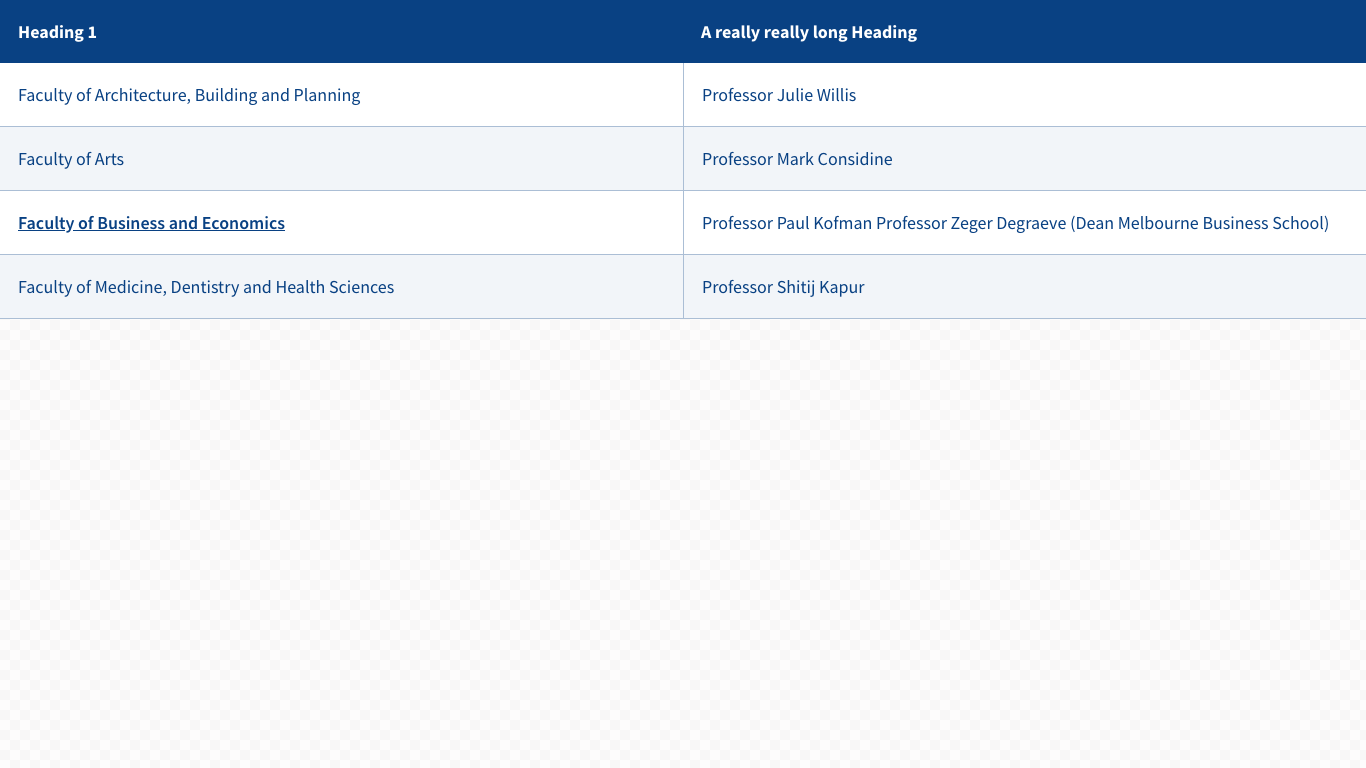 Heading 1 A really really long Heading
Faculty of Architecture, Building and Planning Professor Julie Willis
Faculty of Arts Professor Mark Considine
Faculty of Business and Economics Professor Paul Kofman Professor Zeger Degraeve (Dean Melbourne Business School)
Faculty of Medicine, Dentistry and Health Sciences Professor Shitij Kapur